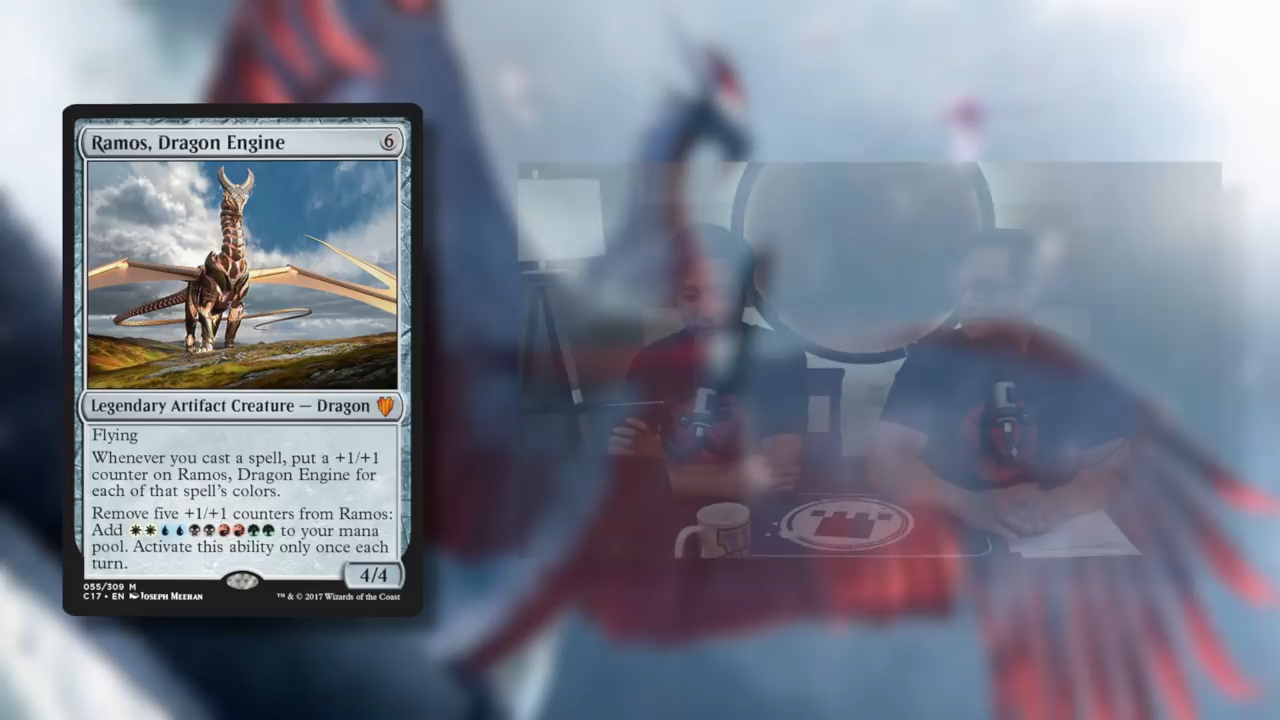 Ramos, Dragon Engine 6
Legendary Artifact Creature — Dragon
Flying
Whenever you cast a spell, put a +1/+1
counter on Ramos, Dragon Engine for
each of that spell's colors.
Remove five +1/+1 counters from Ramos:
Add to your mana
pool. Activate this ability only once each
turn.
4/4
055/309 M
C17 • EN Joseph Meehan ™ & © 2017 Wizards of the Coast